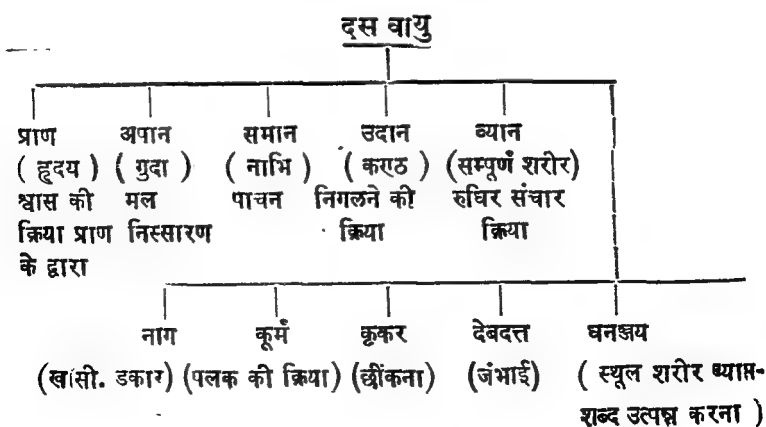 दस वायु
प्राण अपान समान उदान व्यान
( हृदय ) ( गुदा ) ( नाभि ) ( कण्ठ ) (सम्पूर्ण शरीर)
श्वास की मल पाचन निगलने की रुधिर संचार
क्रिया प्राण निस्सारण क्रिया क्रिया
के द्वारा
नाग कूर्म कृकर देबदत्त धनञ्जय
(खांसी. डकार) (पलक की क्रिया) (छींकना) (जंभाई) ( स्थूल शरीर व्याप्त-
शब्द उत्पन्न करना )